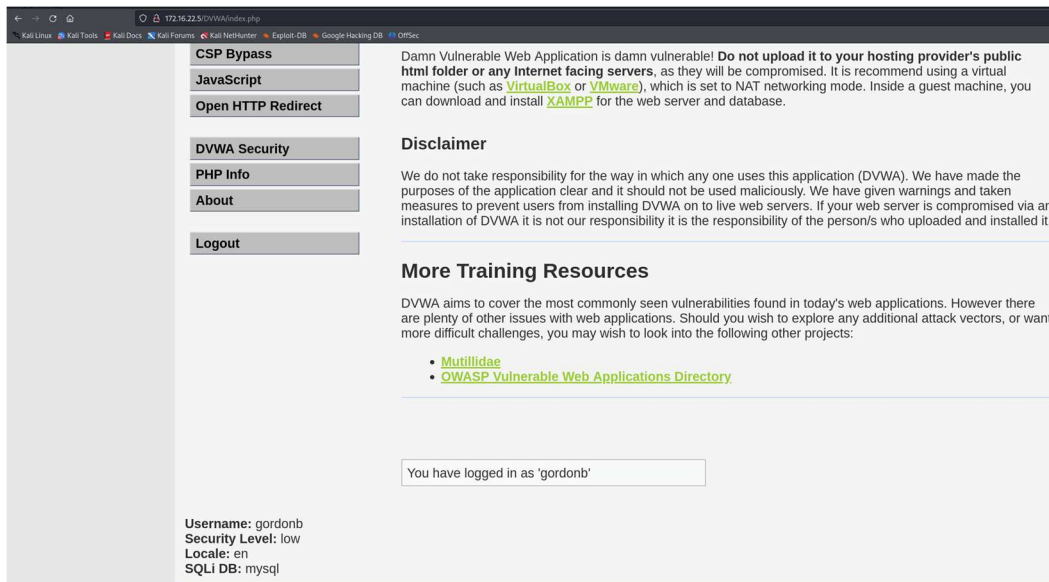 172.16.22.5/DVWA/index.php
Kali Linux Kali Tools Kali Docs Kali Forums Kali NetHunter Exploit-DB Google Hacking DB OffSec
CSP Bypass
JavaScript
Open HTTP Redirect
DVWA Security
PHP Info
About
Logout
Damn Vulnerable Web Application is damn vulnerable! Do not upload it to your hosting provider's public
html folder or any Internet facing servers, as they will be compromised. It is recommend using a virtual
machine (such as VirtualBox or VMware), which is set to NAT networking mode. Inside a guest machine, you
can download and install XAMPP for the web server and database.
Disclaimer
We do not take responsibility for the way in which any one uses this application (DVWA). We have made the
purposes of the application clear and it should not be used maliciously. We have given warnings and taken
measures to prevent users from installing DVWA on to live web servers. If your web server is compromised via an
installation of DVWA it is not our responsibility it is the responsibility of the person/s who uploaded and installed it
More Training Resources
DVWA aims to cover the most commonly seen vulnerabilities found in today's web applications. However there
are plenty of other issues with web applications. Should you wish to explore any additional attack vectors, or want
more difficult challenges, you may wish to look into the following other projects:
Mutillidae
OWASP Vulnerable Web Applications Directory
You have logged in as 'gordonb'
Username: gordonb
Security Level: low
Locale: en
SQLi DB: mysql